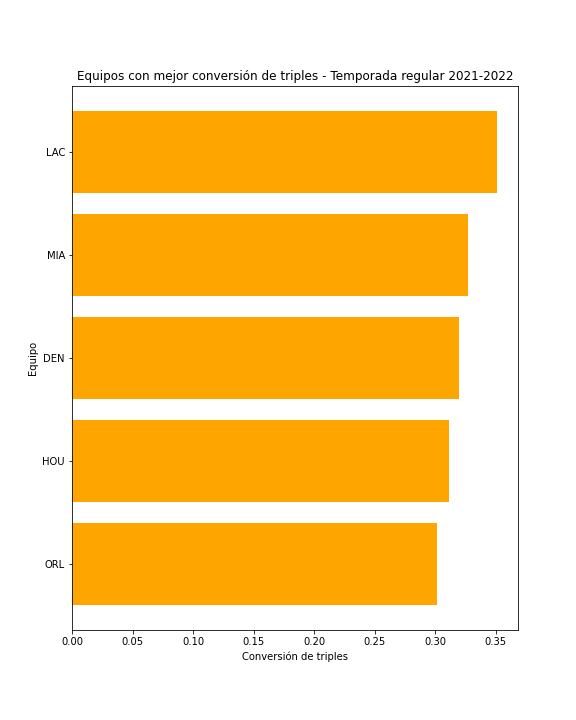 Equipos con mejor conversión de triples - Temporada regular 2021-2022
LAC
MIA
DEN
HOU
ORL
Equipo
0.00 0.05 0.10 0.15 0.20 0.25 0.30 0.35
Conversión de triples